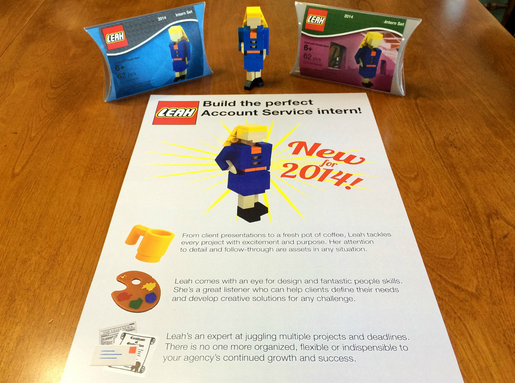 LEAH
2014
Intern Set
LEAH
2014
Intern Set
6+
62 pcs
LEAH
Build the perfect
Account Service intern!
New
for
2014!
From client presentations to a fresh pot of coffee, Leah tackles
every project with excitement and purpose. Her attention
to detail and follow-through are assets in any situation.
Leah comes with an eye for design and fantastic people skills.
She's a great listener who can help clients define their needs
and develop creative solutions for any challenge.
Leah's an expert at juggling multiple projects and deadlines.
There is no one more organized, flexible or indispensible to
your agency's continued growth and success.